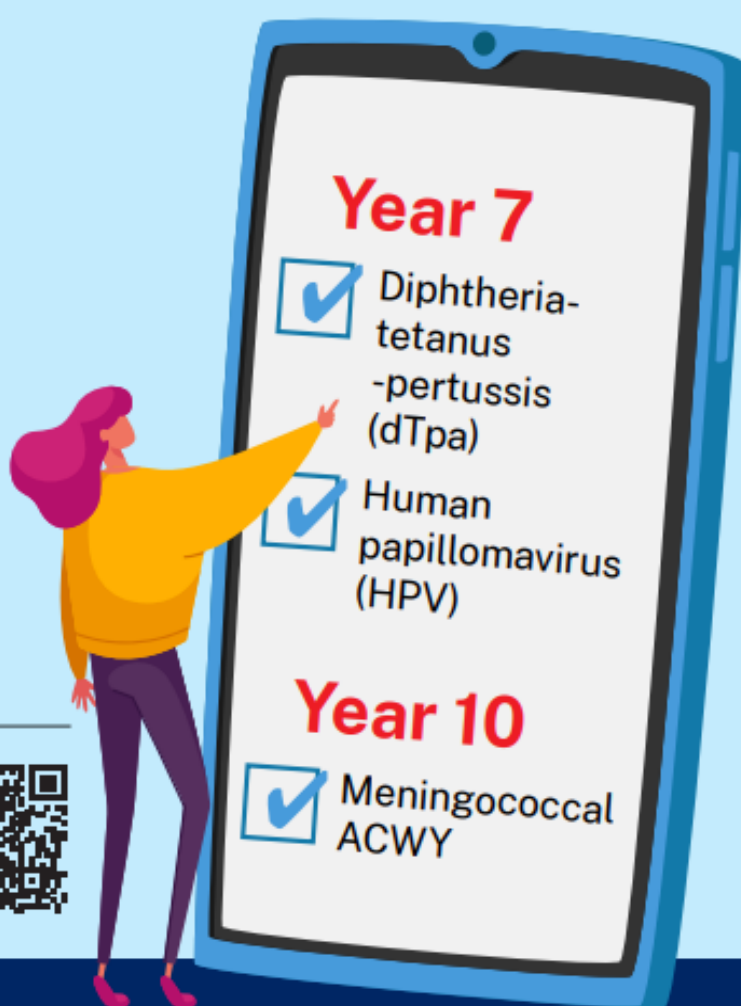 Year 7
Diphtheria-
tetanus
-pertussis
(dTpa)
Human
papillomavirus
(HPV)
Year 10
Meningococcal
ACWY